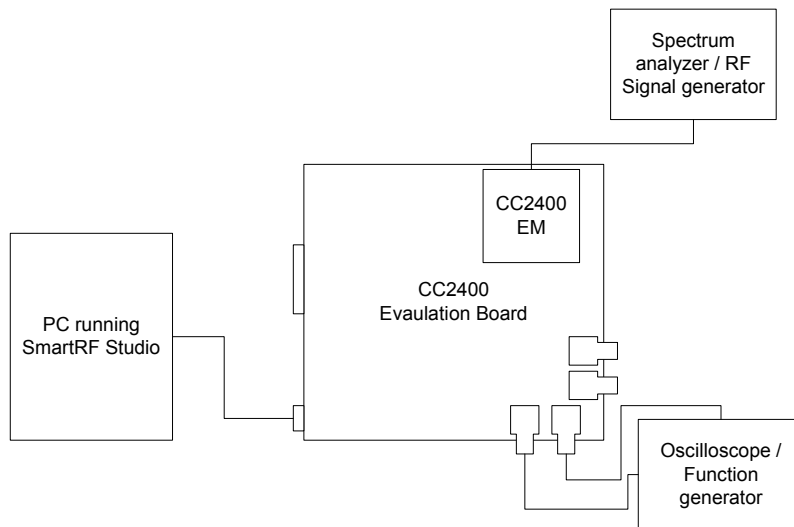 Spectrum
analyzer / RF
Signal generator
CC2400
EM
CC2400
Evaulation Board
PC running
SmartRF Studio
Oscilloscope /
Function
generator